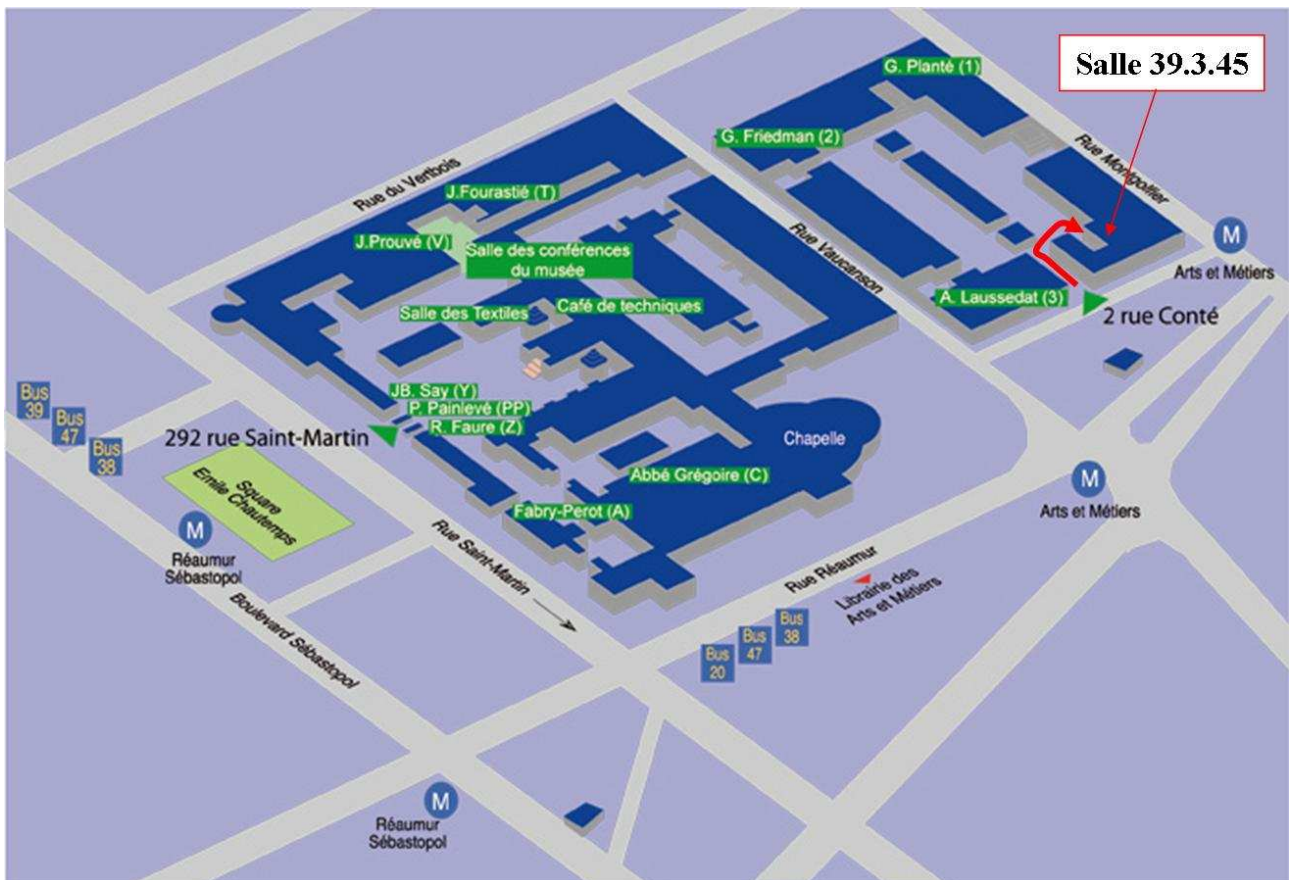 G. Planté (1)
Salle 39.3.45
G. Friedman (2)
Rue Montgolfier
Rue du Vertbois
J.Fourastié (T)
J.Prouvé (V)
Salle des conférences
du musée
Rue Vaucanson
M
Arts et Métiers
A. Laussedat (3)
2 rue Conté
Café de techniques
Salle des Textiles
JB. Say (Y)
P. Painlevé (PP)
R. Faure (Z)
292 rue Saint-Martin
Bus
39
Bus
47
Bus
38
Chapelle
Abbé Grégoire (C)
Fabry-Perot (A)
Square
Emile Chautemps
M
Réaumur
Sébastopol
M
Arts et Métiers
Rue Saint-Martin
Rue Réaumur
Librairie des
Arts et Métiers
Boulevard Sébastopol
Bus
20
Bus
47
Bus
38
M
Réaumur
Sébastopol